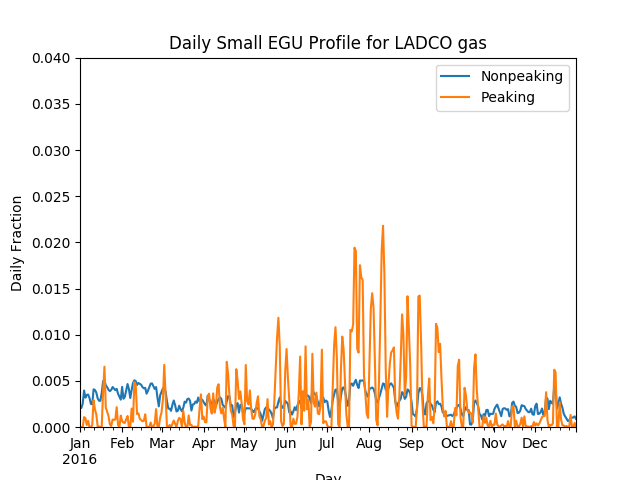 Daily Small EGU Profile for LADCO gas
Nonpeaking
Peaking
Daily Fraction
0.040
0.035
0.030
0.025
0.020
0.015
0.010
0.005
0.000
Jan Feb Mar Apr May Jun Jul Aug Sep Oct Nov Dec
2016
Day